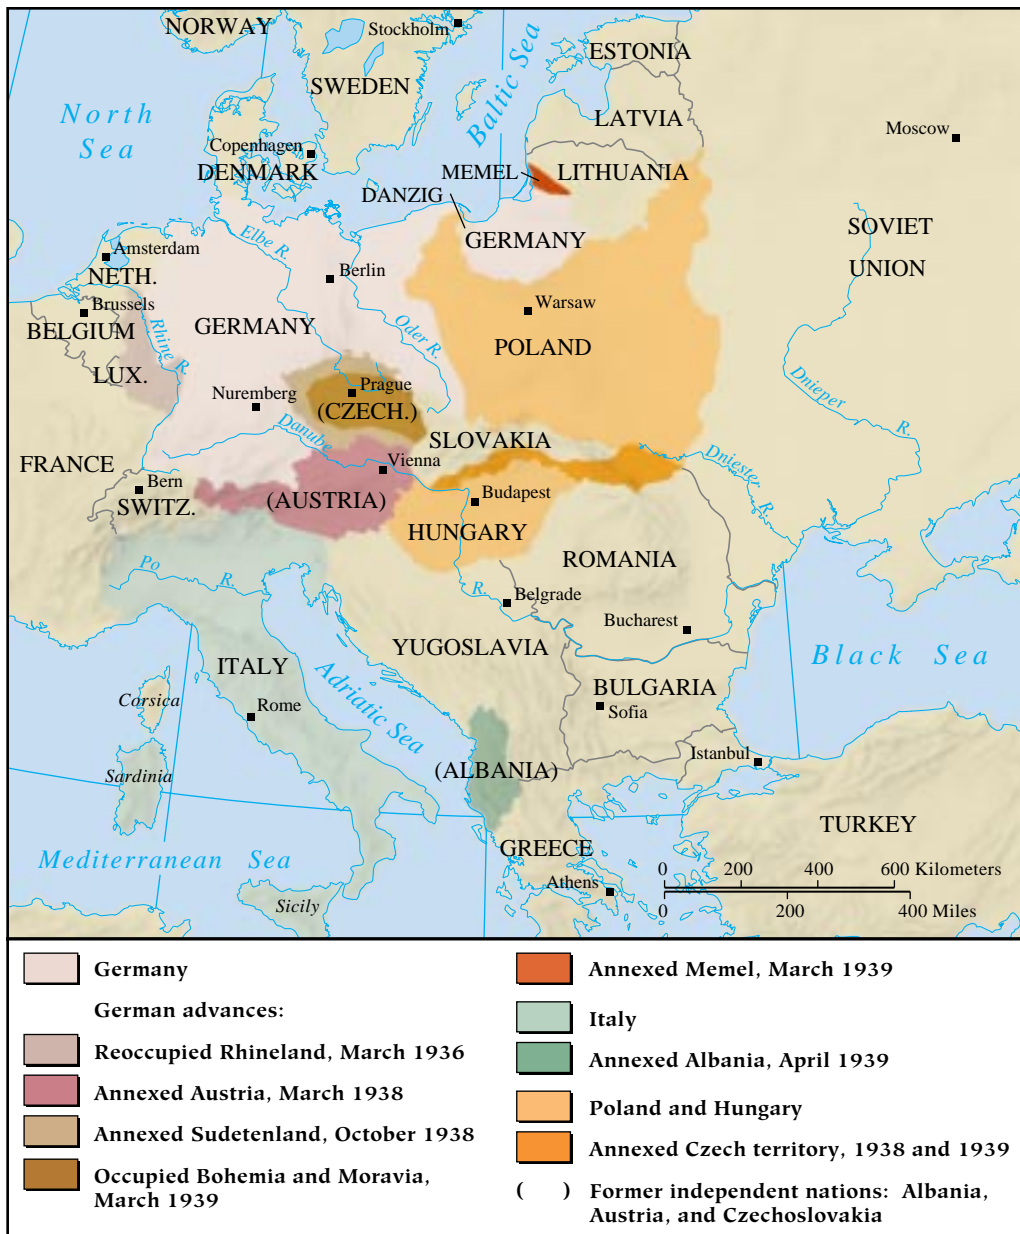 NORWAY
Stockholm
SWEDEN
Baltic Sea
ESTONIA
LATVIA
North
Sea
Moscow
Copenhagen
DENMARK
MEMEL
LITHUANIA
DANZIG
GERMANY
SOVIET
UNION
Amsterdam
NETH.
Elbe R.
Berlin
Brussels
BELGIUM
Rhine R.
GERMANY
Oder R.
Warsaw
POLAND
LUX.
Nuremberg
Prague
(CZECH.)
Dnieper R.
Danube
SLOVAKIA
FRANCE
Vienna
Dniester R.
Bern
SWITZ.
(AUSTRIA)
Budapest
HUNGARY
ROMANIA
Po R.
R.
Belgrade
Bucharest
YUGOSLAVIA
Black Sea
ITALY
Adriatic Sea
BULGARIA
Corsica
Rome
Sofia
Istanbul
Sardinia
(ALBANIA)
TURKEY
GREECE
Mediterranean Sea
Athens
Sicily
0 200 400 600 Kilometers
0 200 400 Miles
Germany
German advances:
Reoccupied Rhineland, March 1936
Annexed Austria, March 1938
Annexed Sudetenland, October 1938
Occupied Bohemia and Moravia,
March 1939
Annexed Memel, March 1939
Italy
Annexed Albania, April 1939
Poland and Hungary
Annexed Czech territory, 1938 and 1939
( ) Former independent nations: Albania,
Austria, and Czechoslovakia